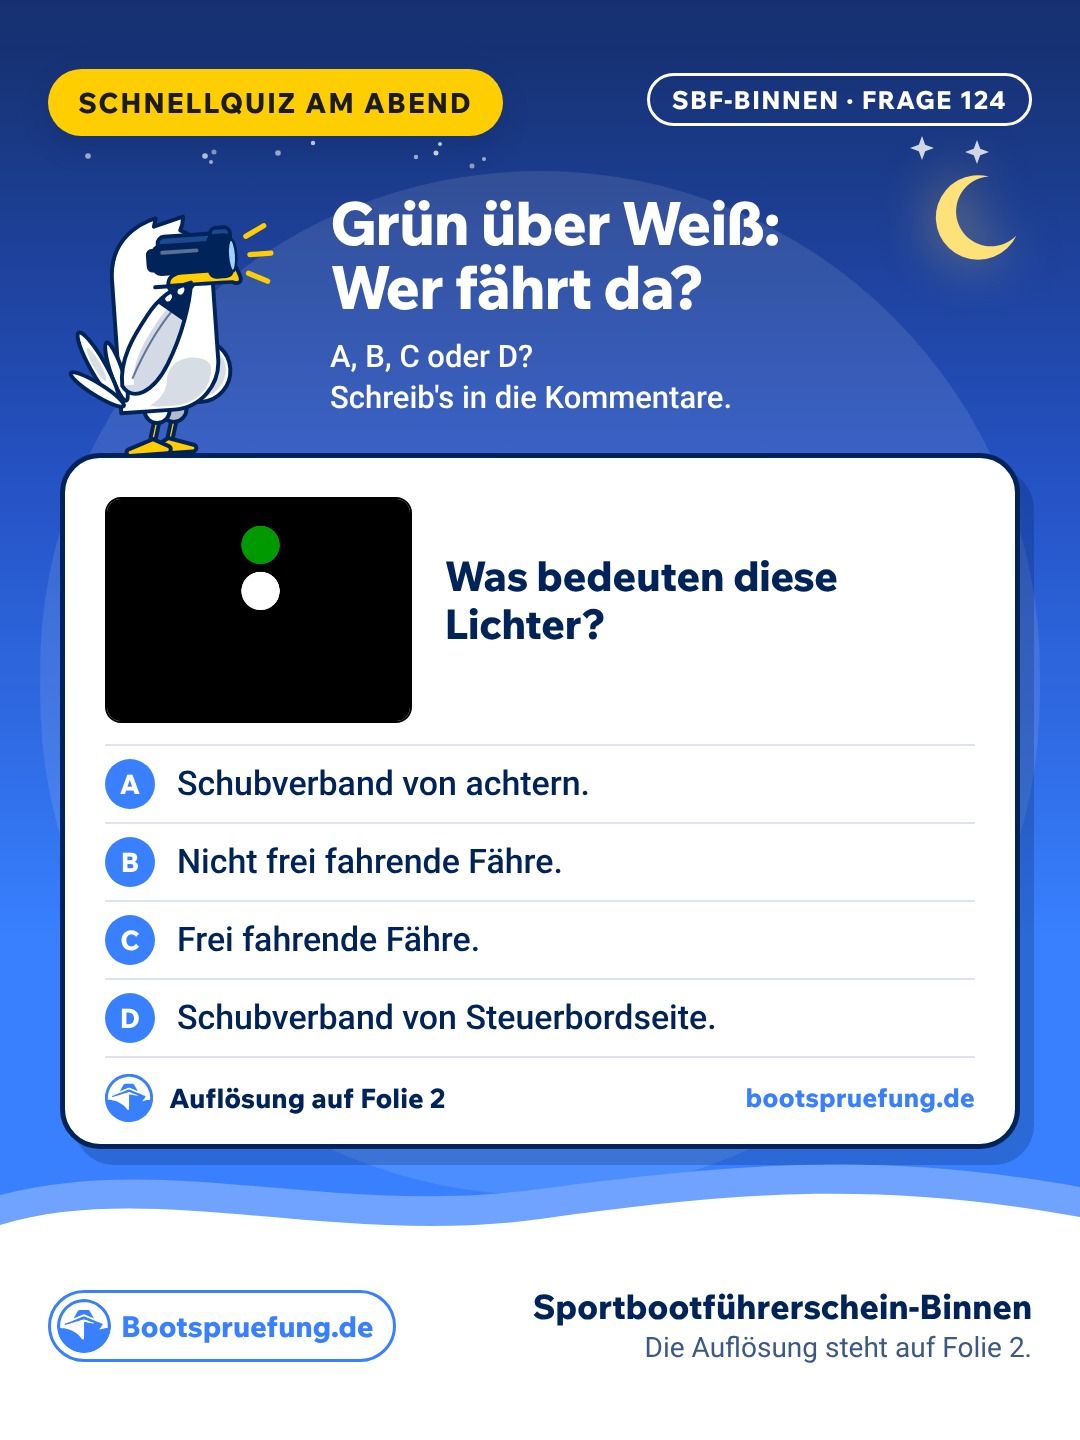 SCHNELLQUIZ AM ABEND
SBF-BINNEN · FRAGE 124
Grün über Weiß:
Wer fährt da?
A, B, C oder D?
Schreib's in die Kommentare.
Was bedeuten diese
Lichter?
A Schubverband von achtern.
B Nicht frei fahrende Fähre.
C Frei fahrende Fähre.
D Schubverband von Steuerbordseite.
Auflösung auf Folie 2
bootspruefung.de
Bootspruefung.de
Sportbootführerschein-Binnen
Die Auflösung steht auf Folie 2.